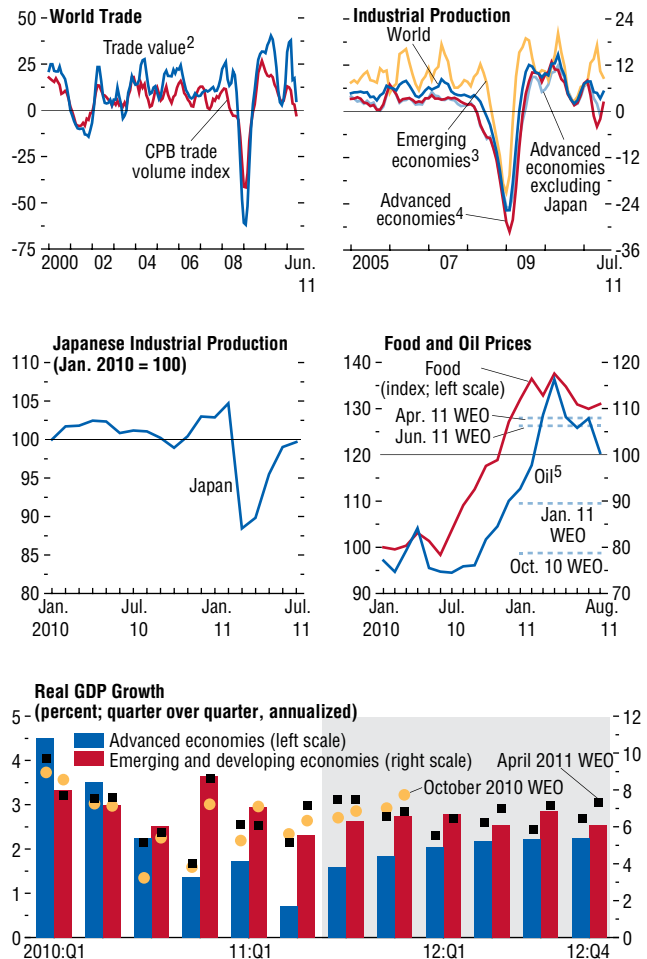 World Trade
50
25
0
-25
-50
-75
Trade value2
CPB trade
volume index
2000 02 04 06 08 Jun.
11
Industrial Production
24
12
0
-12
-24
-36
World
Emerging
economies3
Advanced
economies
excluding
Japan
Advanced
economies4
2005 07 09 Jul.
11
Japanese Industrial Production
(Jan. 2010 = 100)
110
105
100
95
90
85
80
Japan
Jan. Jul. Jan. Jul.
2010 10 11 11
Food and Oil Prices
140
130
120
110
100
90
120
110
100
90
80
70
Food
(index; left scale)
Apr. 11 WEO
Jun. 11 WEO
Oil5
Jan. 11
WEO
Oct. 10 WEO
Jan. Jul. Jan. Aug.
2010 10 11 11
Real GDP Growth
(percent; quarter over quarter, annualized)
5
4
3
2
1
0
12
10
8
6
4
2
0
Advanced economies (left scale)
Emerging and developing economies (right scale)
April 2011 WEO
October 2010 WEO
2010:Q1 11:Q1 12:Q1 12:Q4